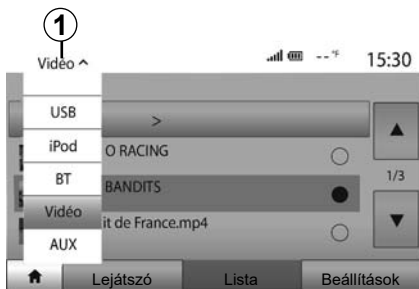 1
Vidéo ^
-- °F
15:30
USB
iPod
BT
Vidéo
AUX
>
O RACING
BANDITS
it de France.mp4
1/3
Lejátszó
Lista
Beállítások